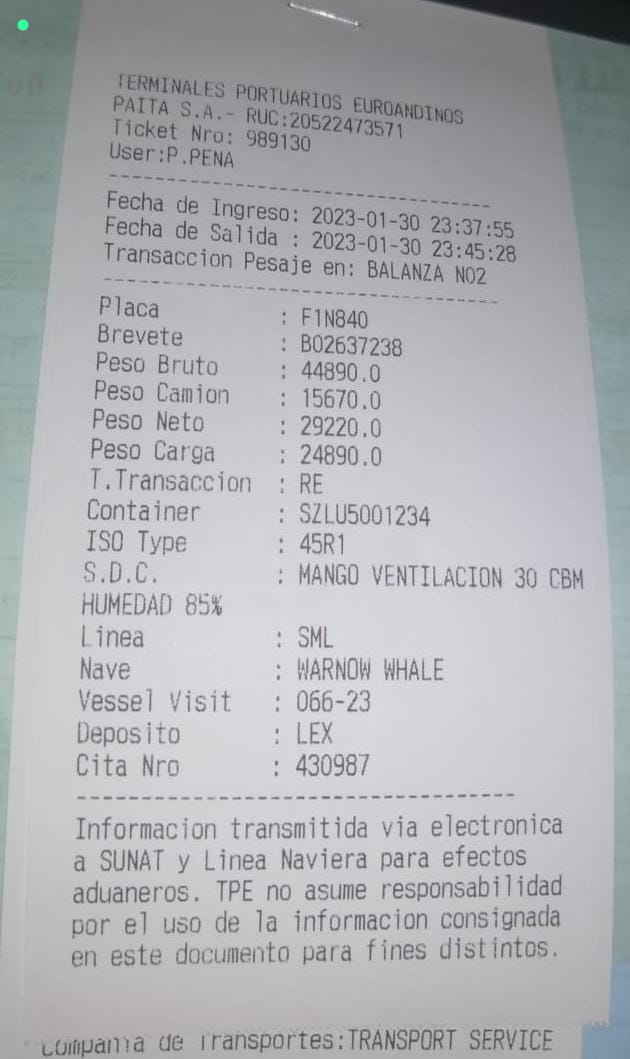 TERMINALES PORTUARIOS EUROANDINOS
PAITA S.A.- RUC:20522473571
Ticket Nro: 989130
User:P.PENA
------------------------------------
Fecha de Ingreso: 2023-01-30 23:37:55
Fecha de Salida : 2023-01-30 23:45:28
Transaccion Pesaje en: BALANZA NO2
------------------------------------
Placa : F1N840
Brevete : B02637238
Peso Bruto : 44890.0
Peso Camion : 15670.0
Peso Neto : 29220.0
Peso Carga : 24890.0
T.Transaccion : RE
Container : SZLU5001234
ISO Type : 45R1
S.D.C. : MANGO VENTILACION 30 CBM
HUMEDAD 85%
Linea : SML
Nave : WARNOW WHALE
Vessel Visit : 066-23
Deposito : LEX
Cita Nro : 430987
------------------------------------
Informacion transmitida via electronica
a SUNAT y Linea Naviera para efectos
aduaneros. TPE no asume responsabilidad
por el uso de la informacion consignada
en este documento para fines distintos.
Compania de Transportes:TRANSPORT SERVICE